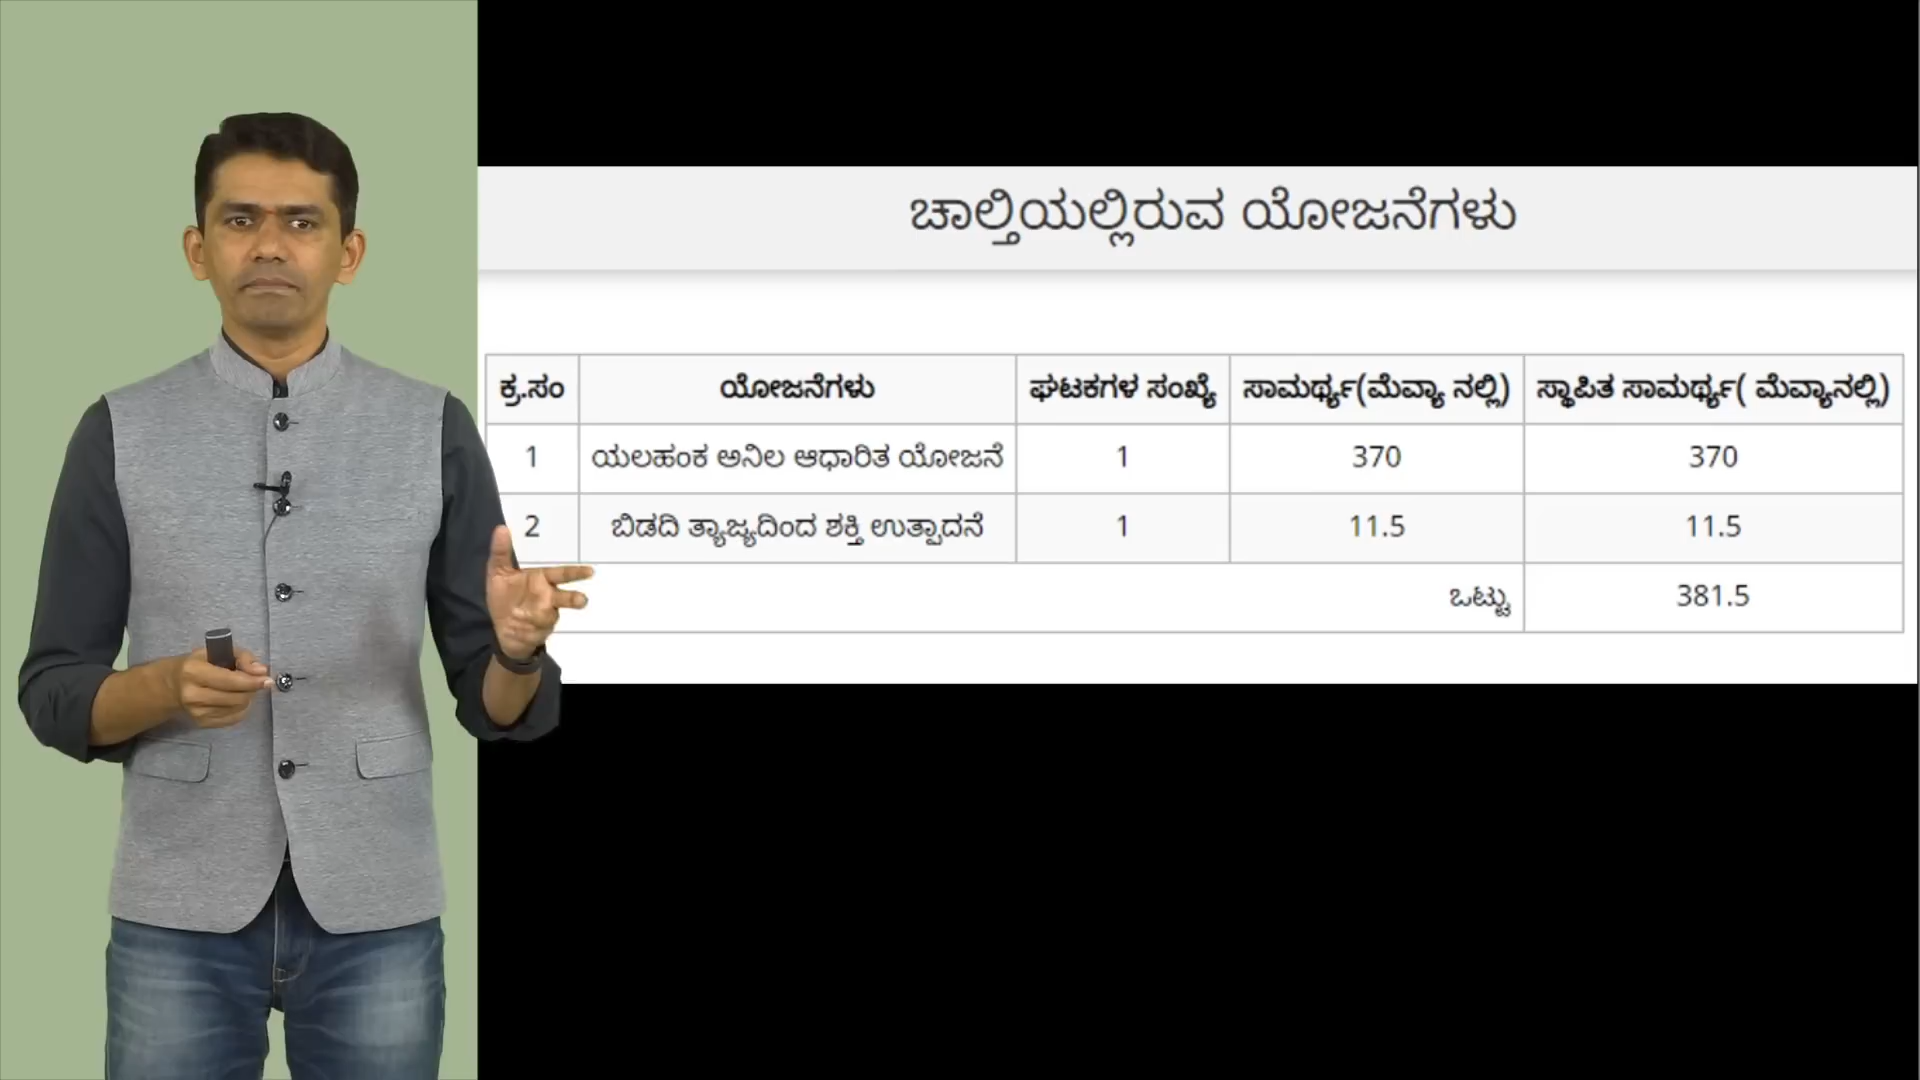 ಚಾಲ್ತಿಯಲ್ಲಿರುವ ಯೋಜನೆಗಳು
ಕ್ರ.ಸಂ ಯೋಜನೆಗಳು ಘಟಕಗಳ ಸಂಖ್ಯೆ ಸಾಮರ್ಥ್ಯ(ಮೆವ್ಯಾ ನಲ್ಲಿ) ಸ್ಥಾಪಿತ ಸಾಮರ್ಥ್ಯ( ಮೆವ್ಯಾನಲ್ಲಿ)
1 ಯಲಹಂಕ ಅನಿಲ ಆಧಾರಿತ ಯೋಜನೆ 1 370 370
2 ಬಿಡದಿ ತ್ಯಾಜ್ಯದಿಂದ ಶಕ್ತಿ ಉತ್ಪಾದನೆ 1 11.5 11.5
ಒಟ್ಟು 381.5